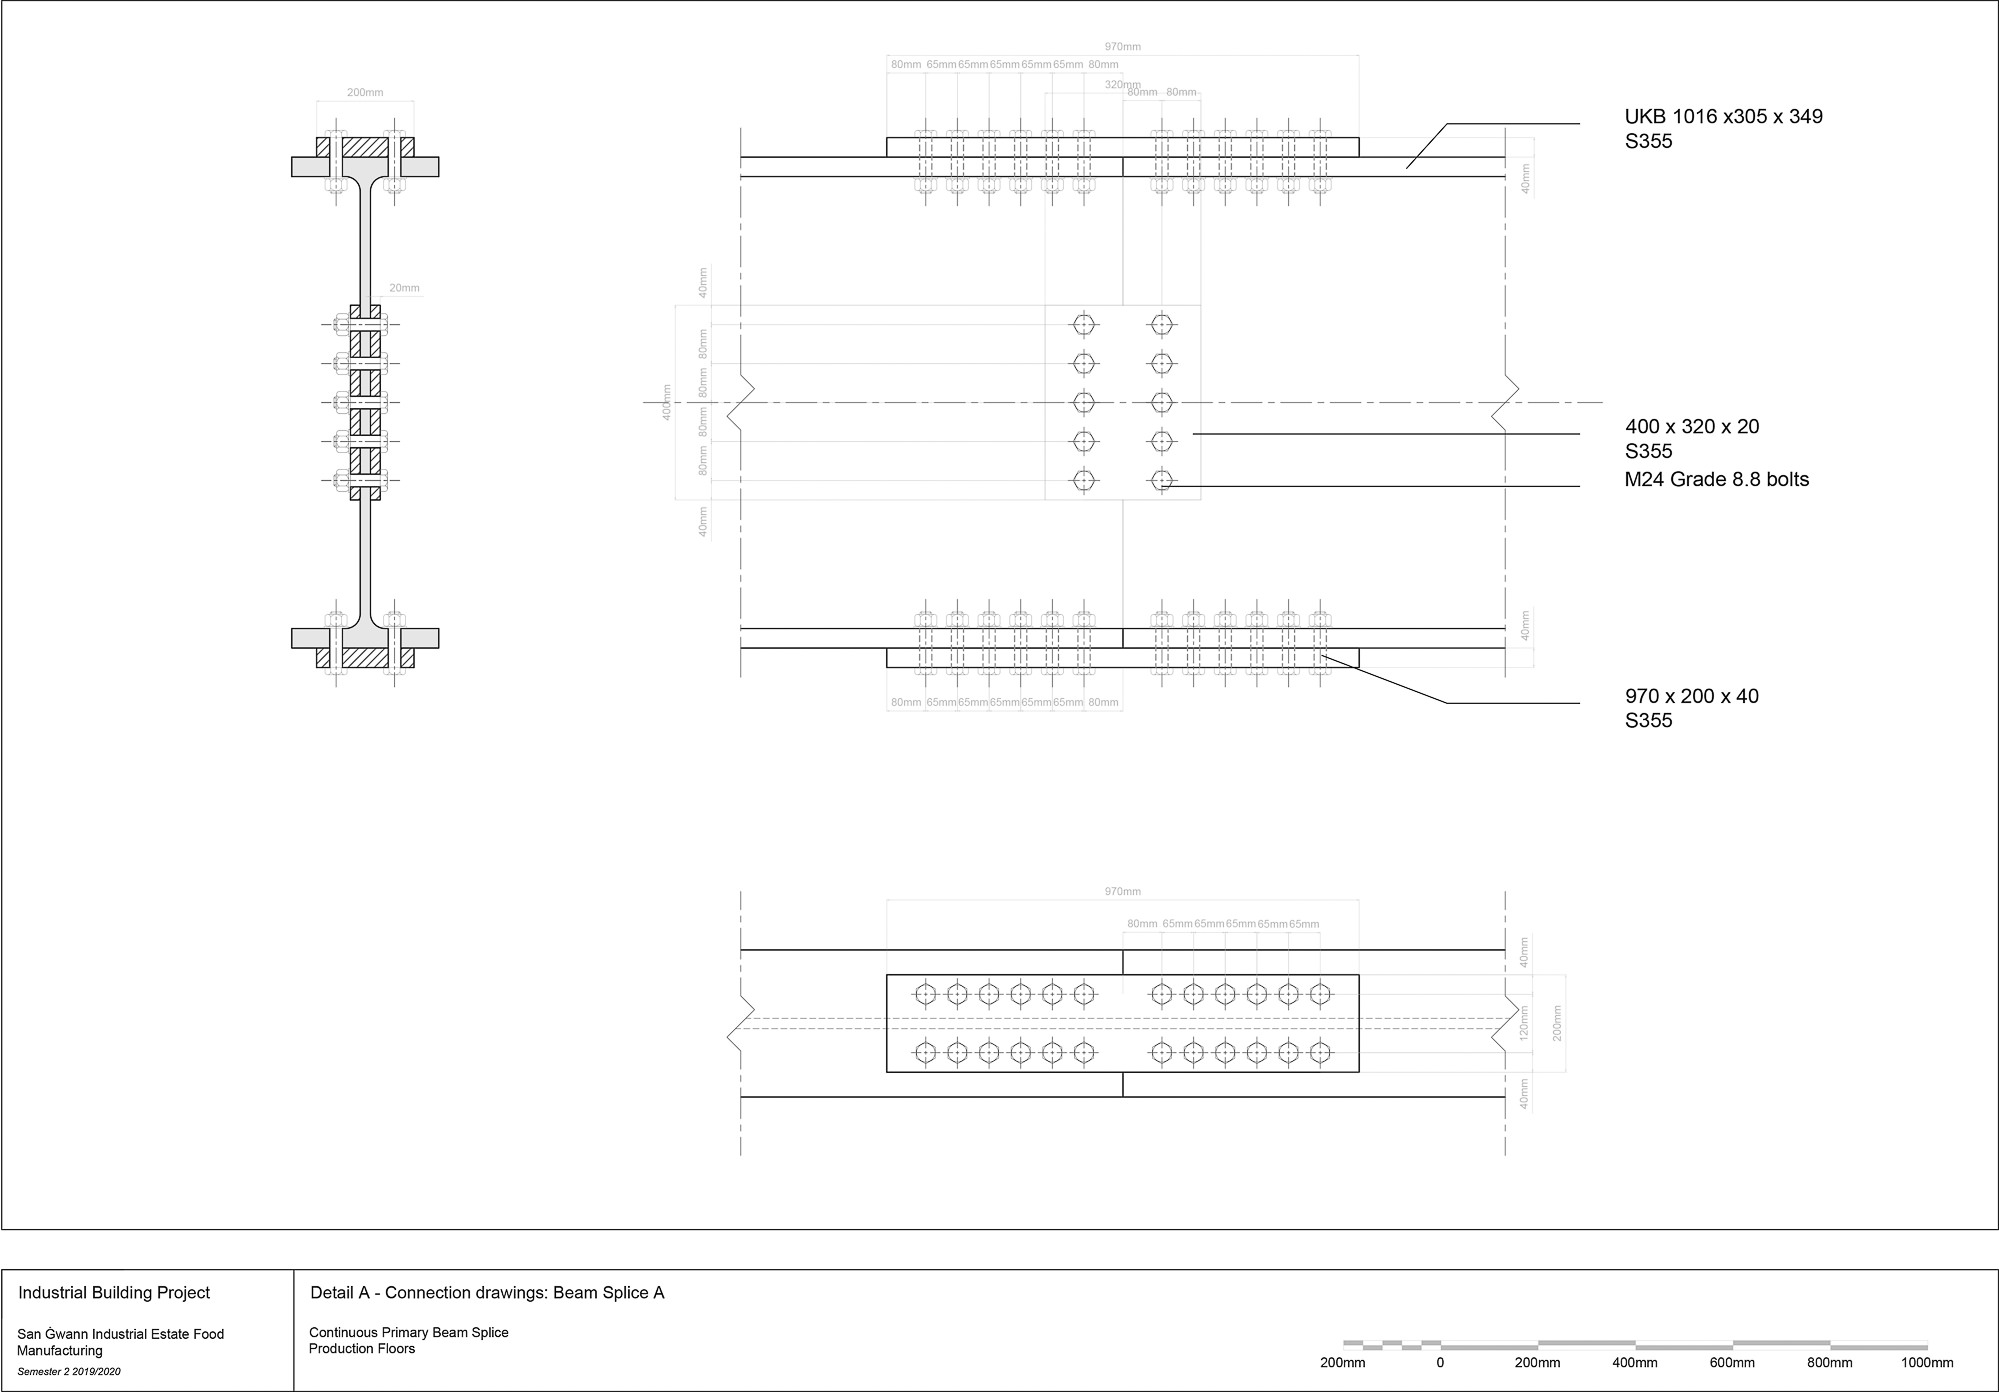 970mm
80mm 65mm 65mm 65mm 65mm 65mm 80mm
320mm
80mm 80mm
200mm
UKB 1016 x305 x 349
S355
40mm
20mm
40mm
80mm
80mm
400mm
80mm
80mm
40mm
400 x 320 x 20
S355
M24 Grade 8.8 bolts
40mm
970 x 200 x 40
S355
80mm 65mm 65mm 65mm 65mm 65mm 80mm
970mm
80mm 65mm 65mm 65mm 65mm 65mm
40mm
120mm
200mm
40mm
Industrial Building Project
San Ġwann Industrial Estate Food
Manufacturing
Semester 2 2019/2020
Detail A - Connection drawings: Beam Splice A
Continuous Primary Beam Splice
Production Floors
200mm 0 200mm 400mm 600mm 800mm 1000mm